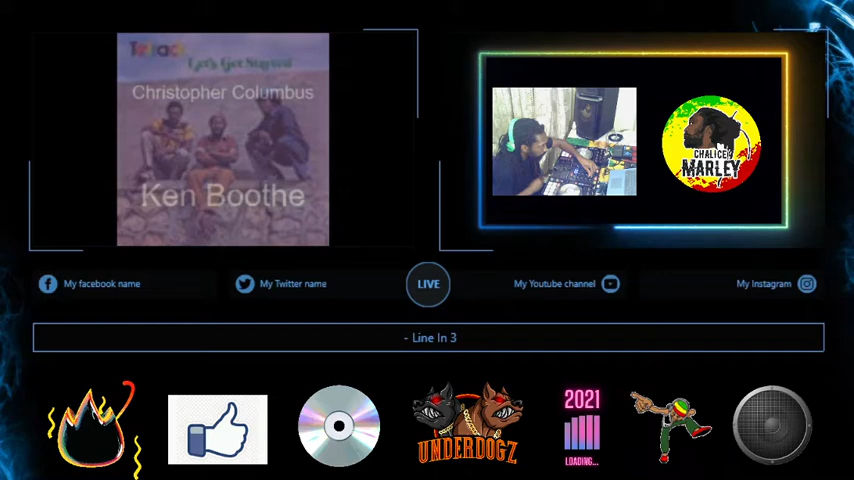 Let's Get Started
Christopher Columbus
Ken Boothe
CHALICE
MARLEY
My facebook name
My Twitter name
LIVE
My Youtube channel
My Instagram
- Line In 3
UNDERDOGZ
2021
LOADING...